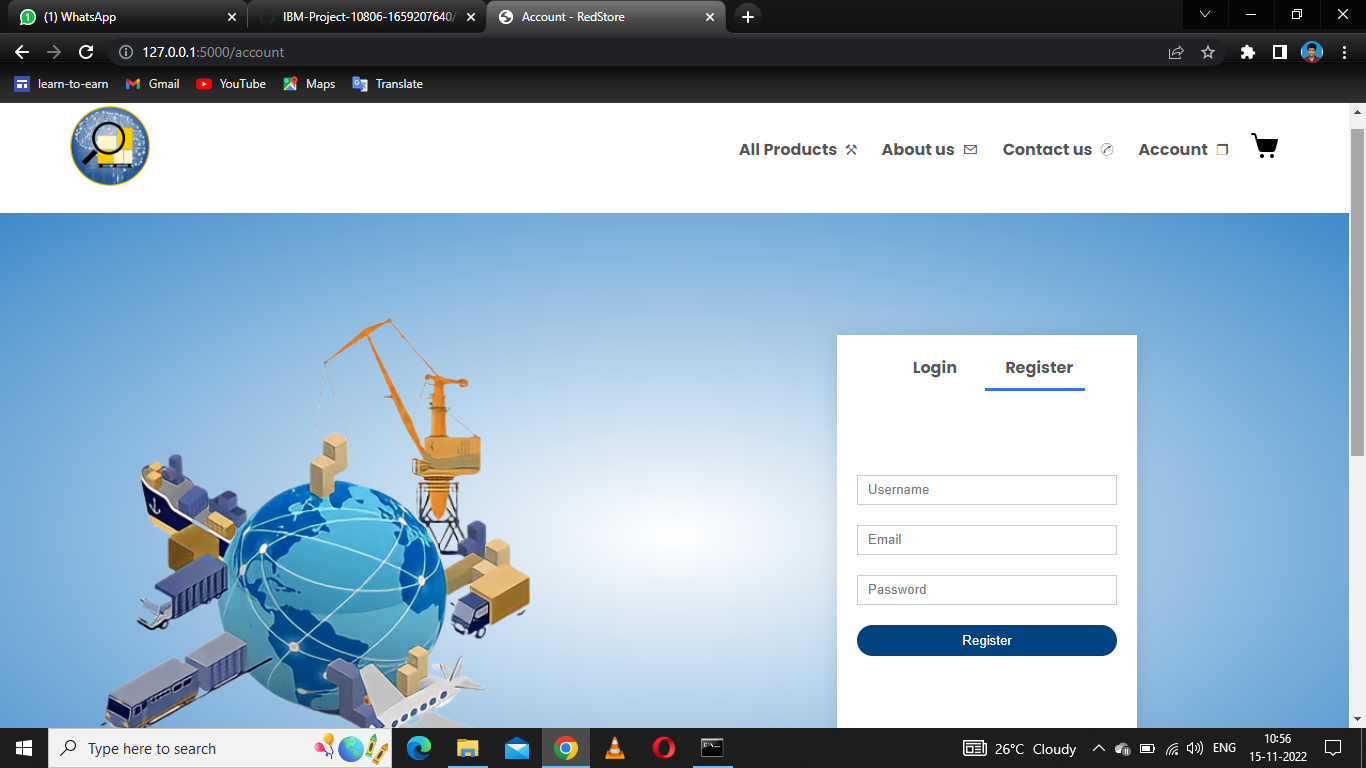 (1) WhatsApp
IBM-Project-10806-1659207640/
Account - RedStore
127.0.0.1:5000/account
learn-to-earn
Gmail
YouTube
Maps
Translate
All Products
About us
Contact us
Account
Login
Register
Username
Email
Password
Register
Type here to search
26°C Cloudy
ENG
10:56
15-11-2022